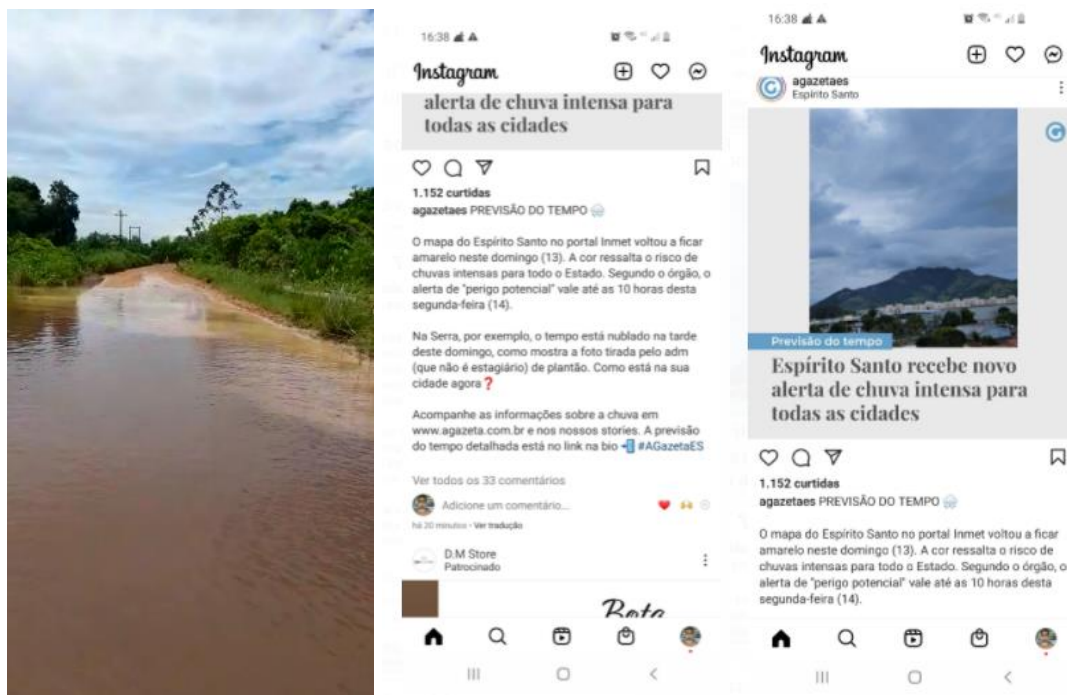 16:38
Instagram
alerta de chuva intensa para
todas as cidades
1.152 curtidas
agazetaes PREVISÃO DO TEMPO
O mapa do Espírito Santo no portal Inmet voltou a ficar
amarelo neste domingo (13). A cor ressalta o risco de
chuvas intensas para todo o Estado. Segundo o órgão, o
alerta de "perigo potencial" vale até as 10 horas desta
segunda-feira (14).
Na Serra, por exemplo, o tempo está nublado na tarde
deste domingo, como mostra a foto tirada pelo adm
(que não é estagiário) de plantão. Como está na sua
cidade agora❓
Acompanhe as informações sobre a chuva em
www.agazeta.com.br e nos nossos stories. A previsão
do tempo detalhada está no link na bio 📲 #AGazetaES
Ver todos os 33 comentários
Adicione um comentário...
há 20 minutos • Ver tradução
D.M Store
Patrocinado
Bota
16:38
Instagram
agazetaes
Espírito Santo
Previsão do tempo
Espírito Santo recebe novo
alerta de chuva intensa para
todas as cidades
1.152 curtidas
agazetaes PREVISÃO DO TEMPO
O mapa do Espírito Santo no portal Inmet voltou a ficar
amarelo neste domingo (13). A cor ressalta o risco de
chuvas intensas para todo o Estado. Segundo o órgão, o
alerta de "perigo potencial" vale até as 10 horas desta
segunda-feira (14).